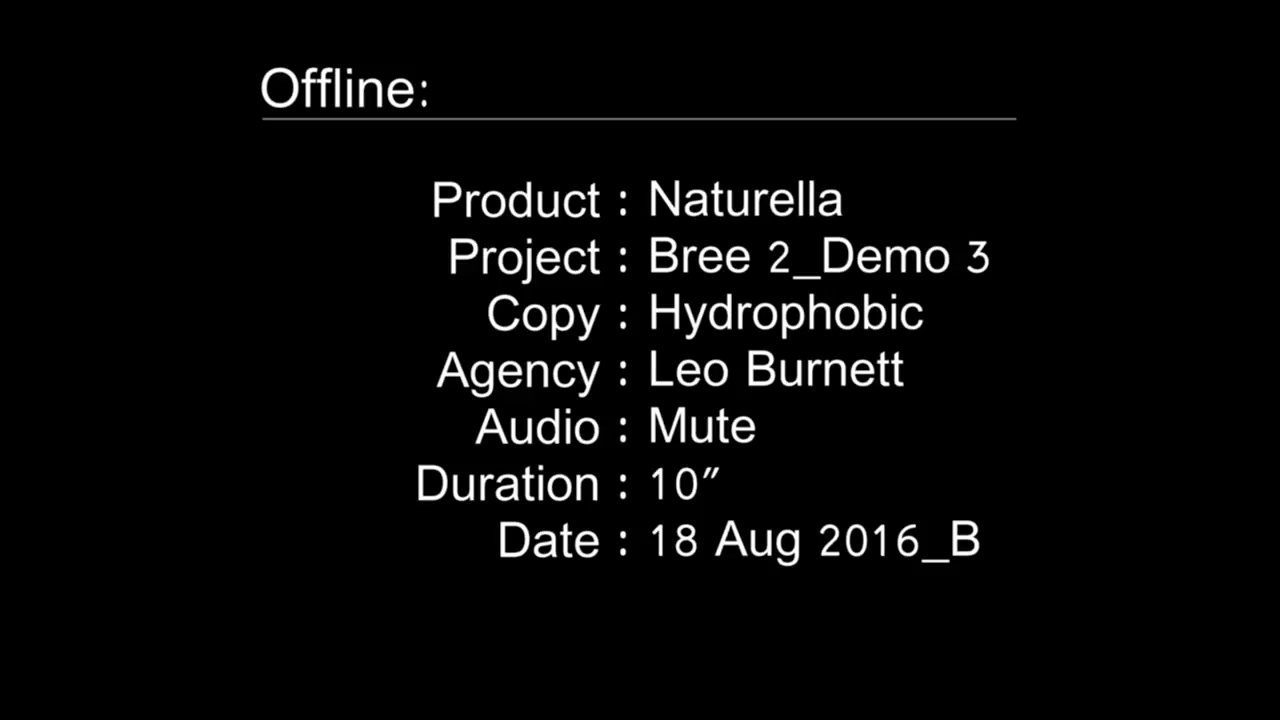 Offline:
Product : Naturella
Project : Bree 2_Demo 3
Copy : Hydrophobic
Agency : Leo Burnett
Audio : Mute
Duration : 10”
Date : 18 Aug 2016_B